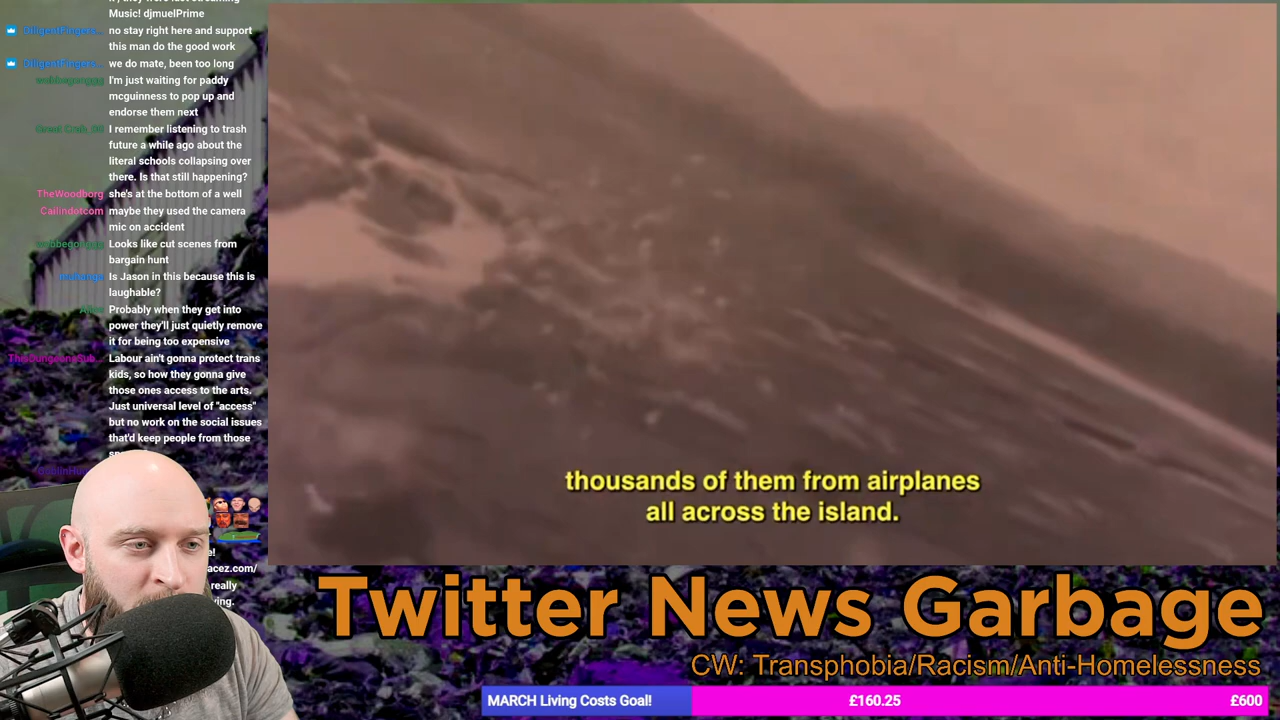 Music! djmuelPrime
no stay right here and support
this man do the good work
we do mate, been too long
I'm just waiting for paddy
mcguinness to pop up and
endorse them next
I remember listening to trash
future a while ago about the
literal schools collapsing over
there. Is that still happening?
TheWoodborg she's at the bottom of a well
Cailindotcom maybe they used the camera
mic on accident
Looks like cut scenes from
bargain hunt
Is Jason in this because this is
laughable?
Probably when they get into
power they'll just quietly remove
it for being too expensive
Labour ain't gonna protect trans
kids, so how they gonna give
those ones access to the arts.
Just universal level of "access"
but no work on the social issues
that'd keep people from those
e!
acez.com/
really
ving.
thousands of them from airplanes
all across the island.
Twitter News Garbage
CW: Transphobia/Racism/Anti-Homelessness
MARCH Living Costs Goal! £160.25 £600